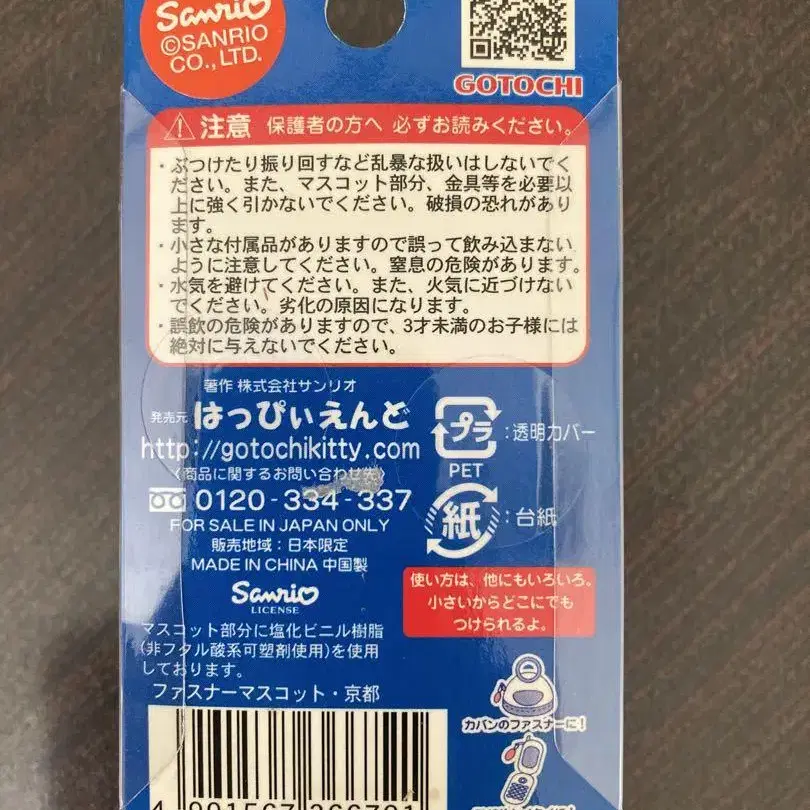 Sanrio
©SANRIO
CO.,LTD.
GOTOCHI
注意 保護者の方へ 必ずお読みください。
・ぶつけたり振り回すなど乱暴な扱いはしないでく
ださい。また、マスコット部分、金具等を必要以
上に強く引かないでください。破損の恐れがあり
ます。
・小さな付属品がありますので誤って飲み込まない
ように注意してください。窒息の危険があります。
・水気を避けてください。また、火気に近づけない
でください。劣化の原因になります。
・誤飲の危険がありますので、3才未満のお子様には
絶対に与えないでください。
著作 株式会社サンリオ
発売元 はっぴぃえんど
http://gotochikitty.com
〈商品に関するお問い合わせ先〉
0120-334-337
FOR SALE IN JAPAN ONLY
販売地域:日本限定
MADE IN CHINA 中国製
Sanrio
LICENSE
マスコット部分に塩化ビニル樹脂
(非フタル酸系可塑剤使用)を使用
しております。
ファスナーマスコット・京都
プラ :透明カバー
PET
紙 :台紙
使い方は、他にもいろいろ。
小さいからどこにでも
つけられるよ。
カバンのファスナーに!